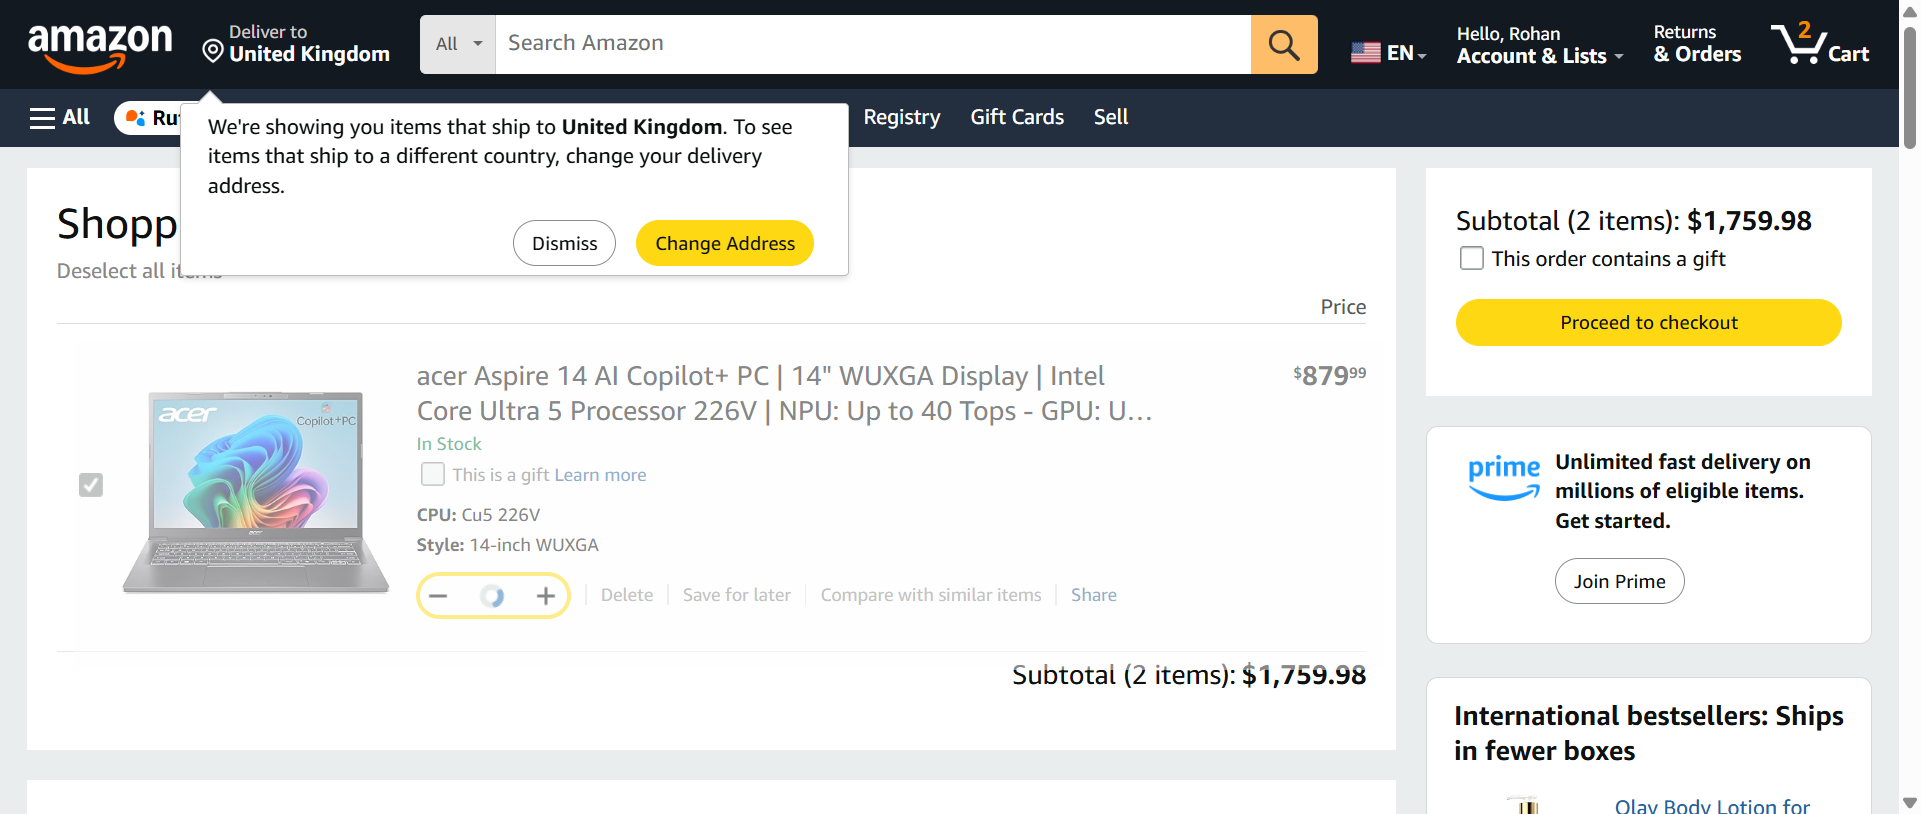 amazon
Deliver to
United Kingdom
All
Search Amazon
EN
Hello, Rohan
Account & Lists
Returns
& Orders
2
Cart
All
Ru
Registry
Gift Cards
Sell
We're showing you items that ship to United Kingdom. To see
items that ship to a different country, change your delivery
address.
Dismiss
Change Address
Shopp
Deselect all items
Price
acer
Copilot+PC
acer
acer Aspire 14 AI Copilot+ PC | 14" WUXGA Display | Intel
Core Ultra 5 Processor 226V | NPU: Up to 40 Tops - GPU: U…
$879.99
In Stock
This is a gift Learn more
CPU: Cu5 226V
Style: 14-inch WUXGA
Delete
Save for later
Compare with similar items
Share
Subtotal (2 items): $1,759.98
Subtotal (2 items): $1,759.98
This order contains a gift
Proceed to checkout
prime
Unlimited fast delivery on
millions of eligible items.
Get started.
Join Prime
International bestsellers: Ships
in fewer boxes
Olay Body Lotion for